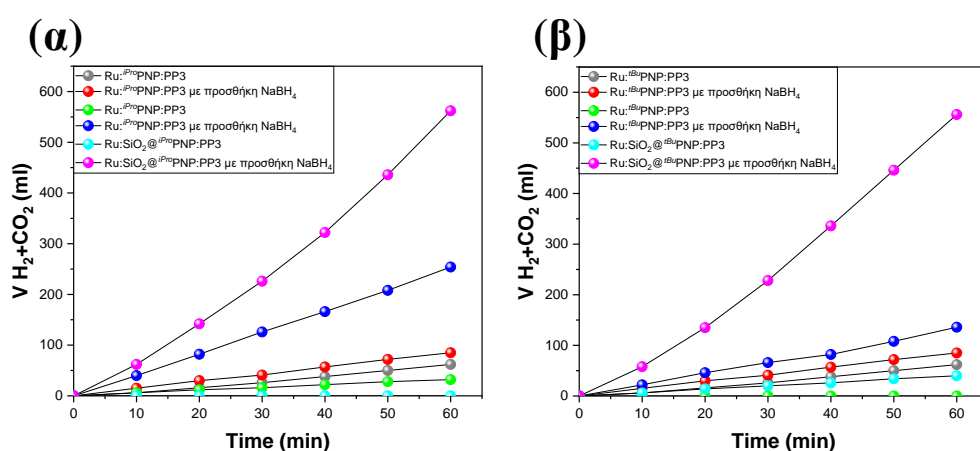 (α)
Ru:iProPNP:PP3
Ru:iProPNP:PP3 με προσθήκη NaBH4
Ru:iProPNP:PP3
Ru:iProPNP:PP3 με προσθήκη NaBH4
Ru:SiO2@iProPNP:PP3
Ru:SiO2@iProPNP:PP3 με προσθήκη NaBH4
V H2+CO2 (ml)
600
500
400
300
200
100
0
0 10 20 30 40 50 60
Time (min)
(β)
Ru:tBuPNP:PP3
Ru:tBuPNP:PP3 με προσθήκη NaBH4
Ru:tBuPNP:PP3
Ru:tBuPNP:PP3 με προσθήκη NaBH4
Ru:SiO2@tBuPNP:PP3
Ru:SiO2@tBuPNP:PP3 με προσθήκη NaBH4
V H2+CO2 (ml)
600
500
400
300
200
100
0
0 10 20 30 40 50 60
Time (min)